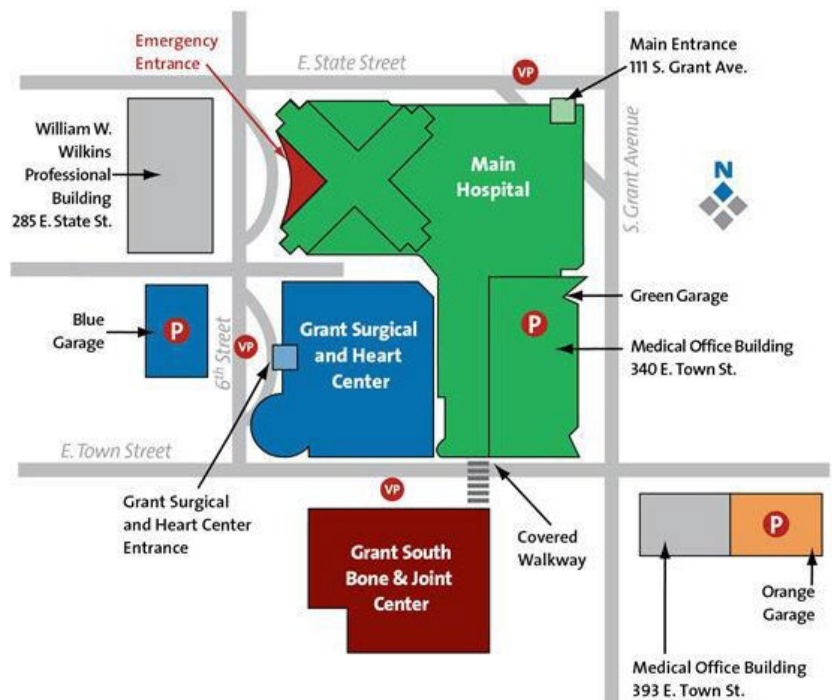 Emergency
Entrance
E. State Street
VP
Main Entrance
111 S. Grant Ave.
William W.
Wilkins
Professional
Building
285 E. State St.
Main
Hospital
S. Grant Avenue
N
Blue
Garage
P
6th Street
VP
Grant Surgical
and Heart
Center
P
Green Garage
Medical Office Building
340 E. Town St.
E. Town Street
Grant Surgical
and Heart Center
Entrance
VP
Covered
Walkway
Grant South
Bone & Joint
Center
P
Orange
Garage
Medical Office Building
393 E. Town St.